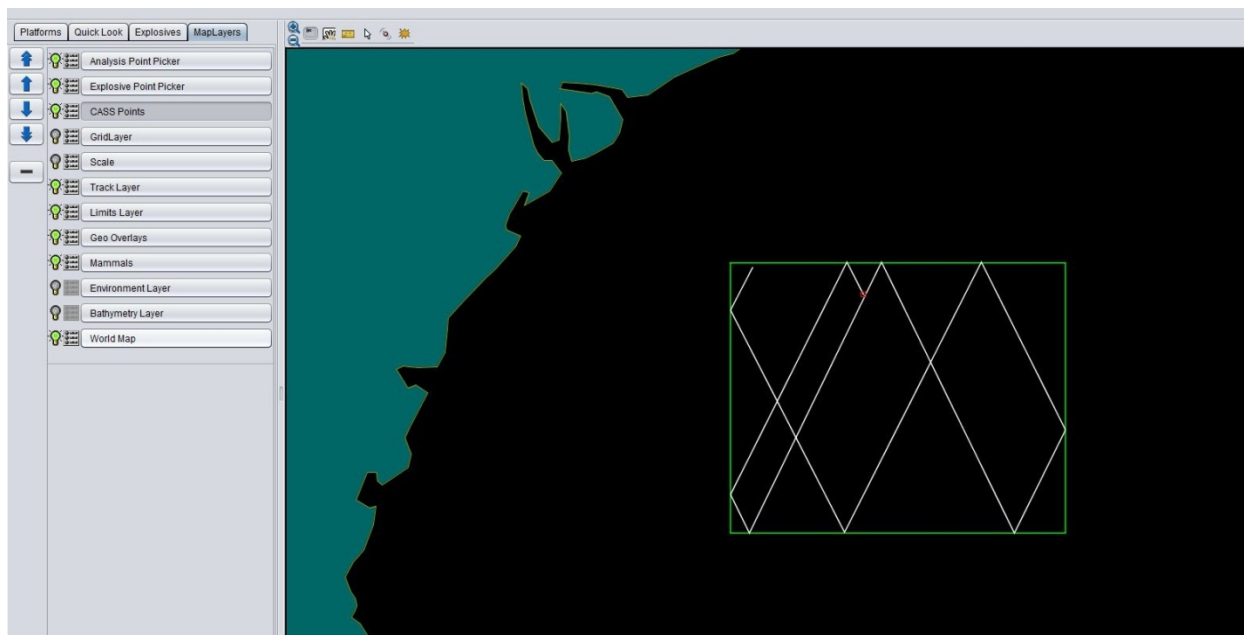 Platforms Quick Look Explosives MapLayers
Analysis Point Picker
Explosive Point Picker
CASS Points
GridLayer
Scale
Track Layer
Limits Layer
Geo Overlays
Mammals
Environment Layer
Bathymetry Layer
World Map